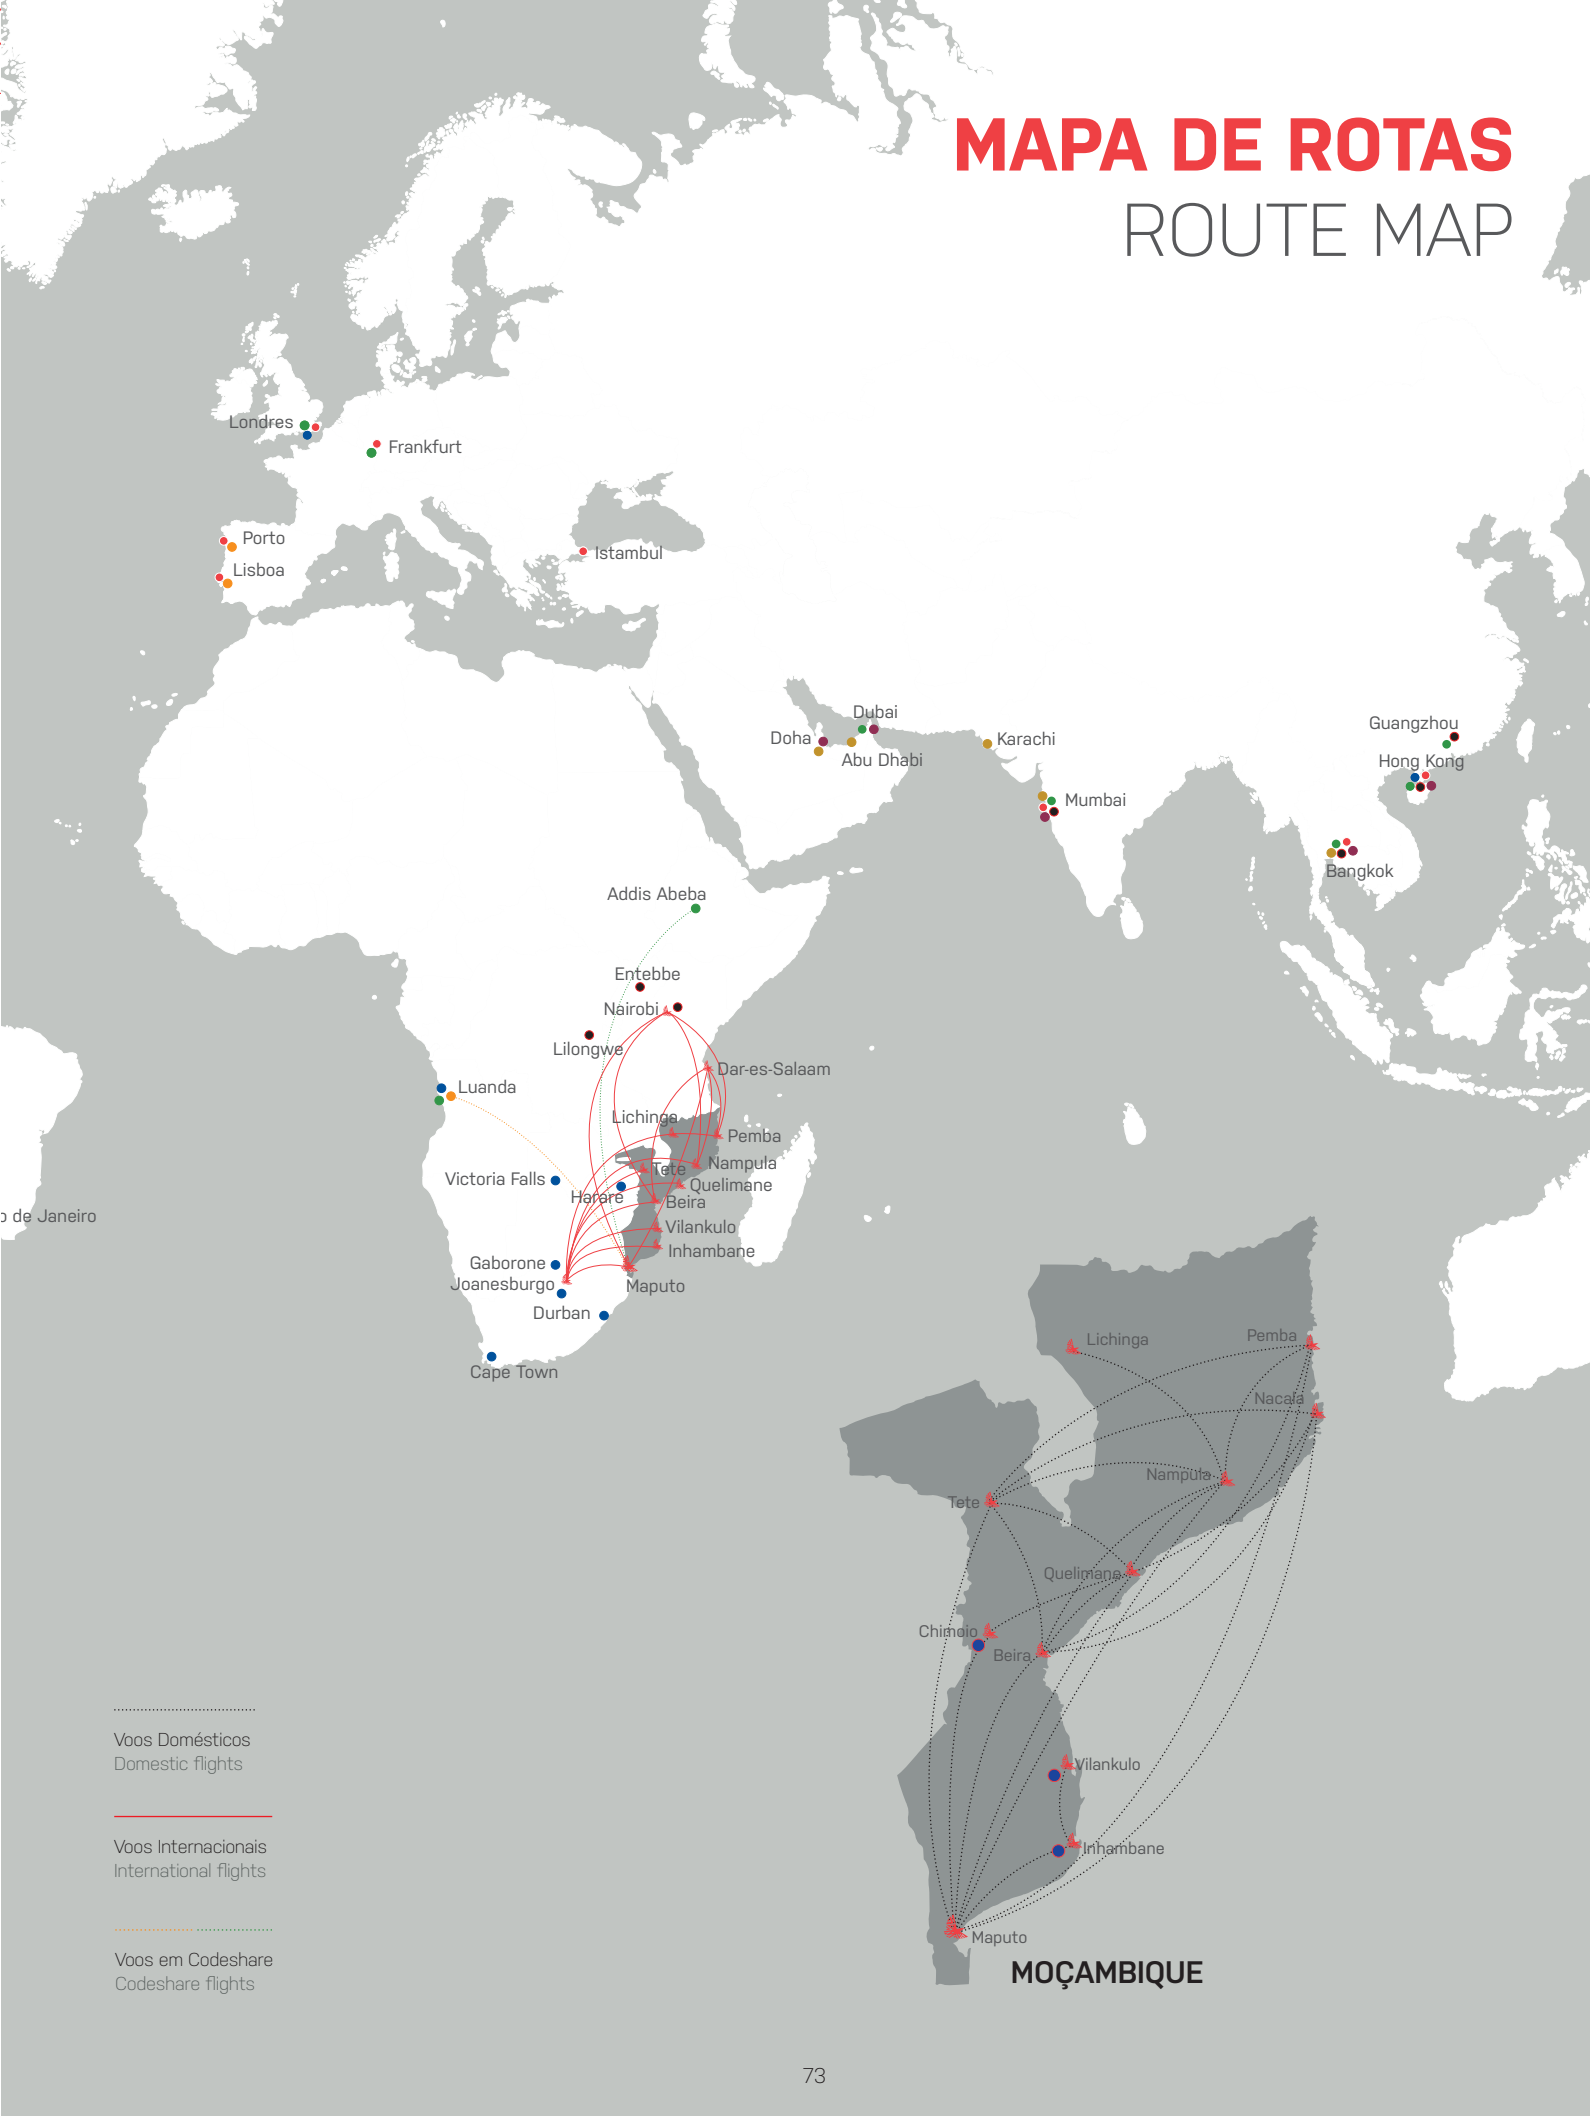 MAPA DE ROTAS
ROUTE MAP
Londres
Frankfurt
Porto
Lisboa
Istambul
Dubai
Doha
Abu Dhabi
Karachi
Mumbai
Guangzhou
Hong Kong
Bangkok
Addis Abeba
Entebbe
Nairobi
Lilongwe
Dar-es-Salaam
Luanda
Lichinga
Pemba
Nampula
Tete
Victoria Falls
Quelimane
Harare
Beira
de Janeiro
Vilankulo
Inhambane
Gaborone
Joanesburgo
Maputo
Durban
Cape Town
Lichinga
Pemba
Nacala
Nampula
Tete
Quelimane
Chimoio
Beira
Vilankulo
Inhambane
Maputo
MOÇAMBIQUE
Voos Domésticos
Domestic flights
Voos Internacionais
International flights
Voos em Codeshare
Codeshare flights
73